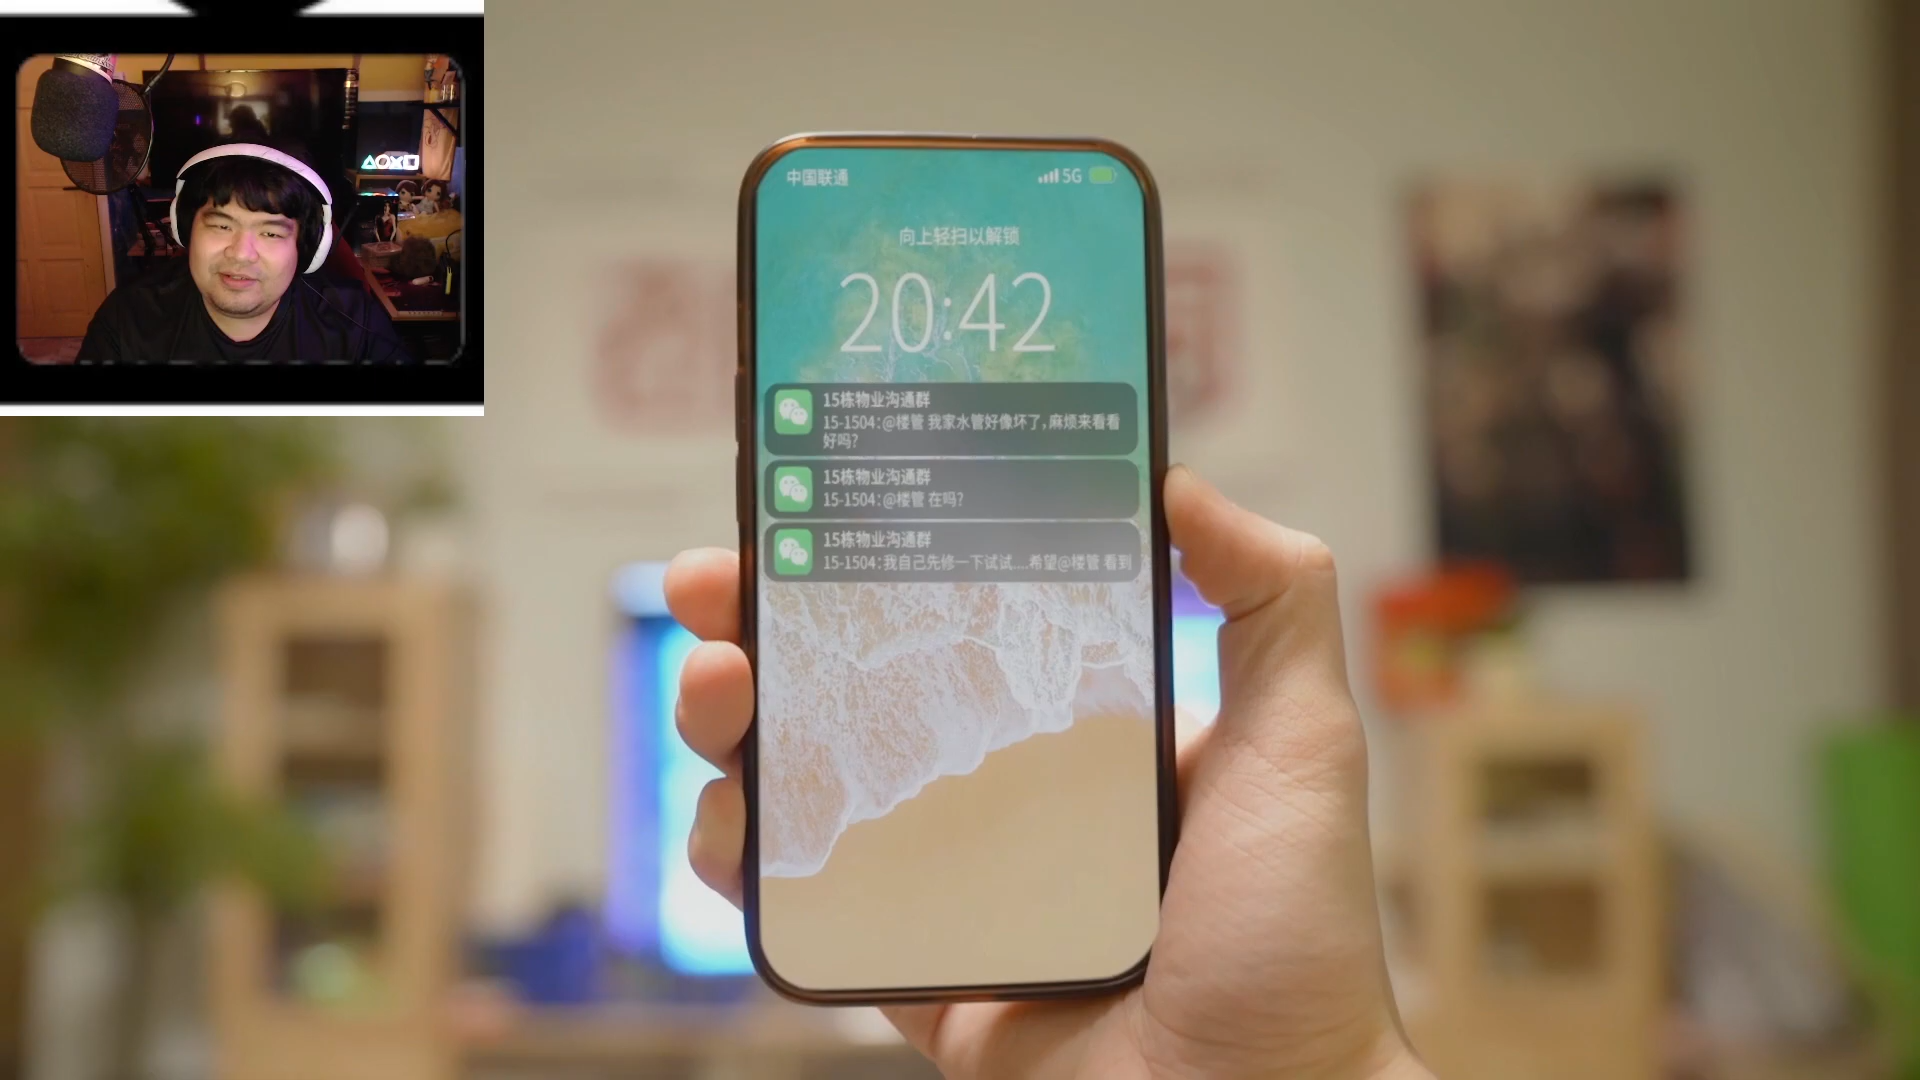 中国联通 5G
向上轻扫以解锁
20:42
15栋物业沟通群
15-1504:@楼管 我家水管好像坏了,麻烦来看看
好吗?
15栋物业沟通群
15-1504:@楼管 在吗?
15栋物业沟通群
15-1504:我自己先修一下试试....希望@楼管 看到